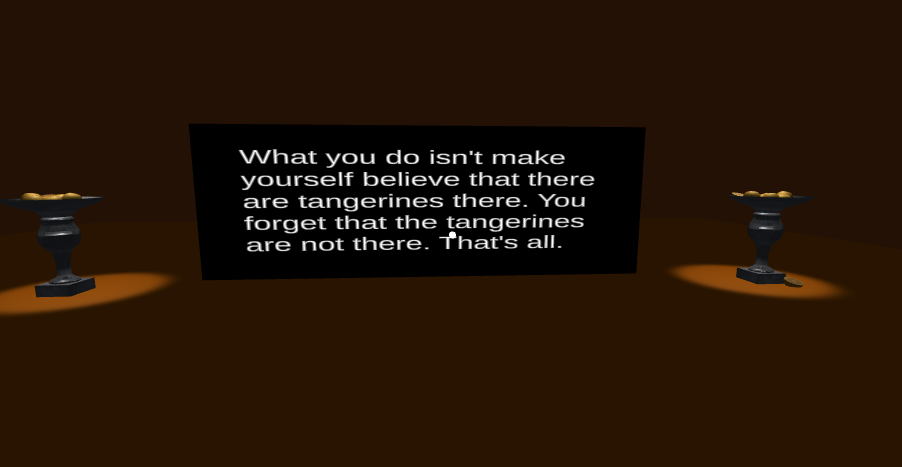 What you do isn't make
yourself believe that there
are tangerines there. You
forget that the tangerines
are not there. That's all.